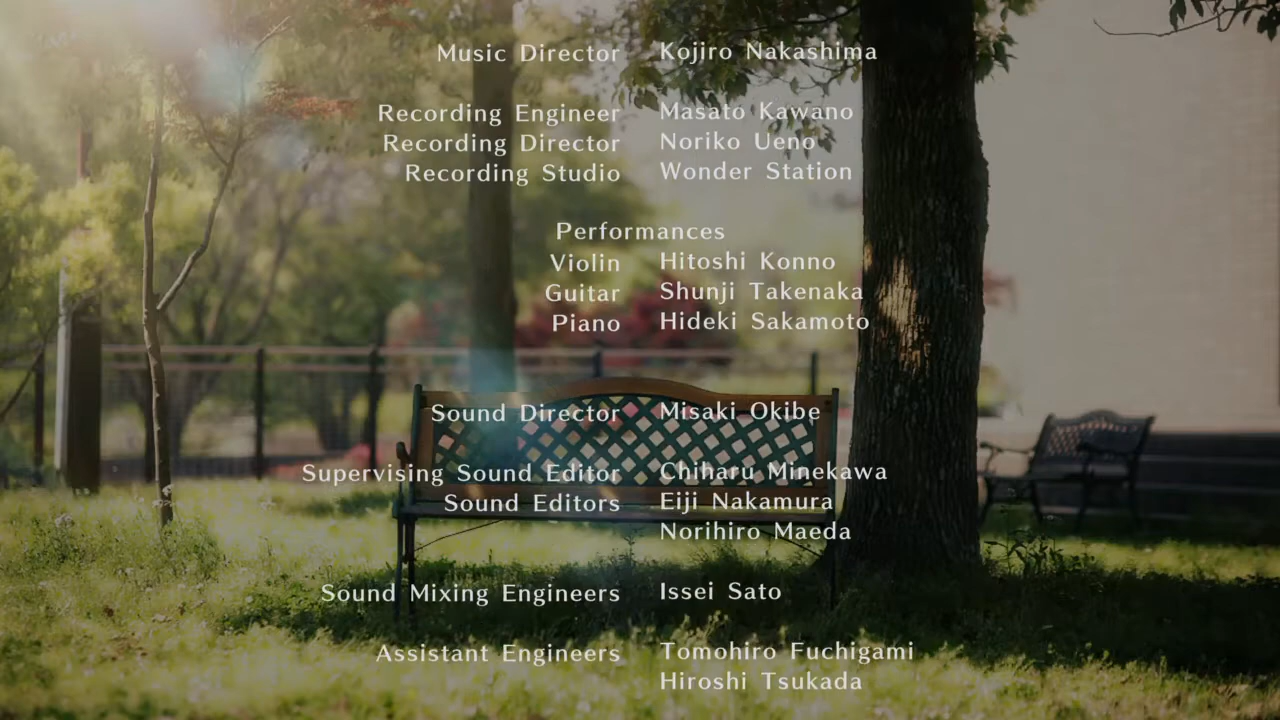 Music Director Kojiro Nakashima
Recording Engineer Masato Kawano
Recording Director Noriko Ueno
Recording Studio Wonder Station
Performances
Violin Hitoshi Konno
Guitar Shunji Takenaka
Piano Hideki Sakamoto
Sound Director Misaki Okibe
Supervising Sound Editor Chiharu Minekawa
Sound Editors Eiji Nakamura
Norihiro Maeda
Sound Mixing Engineers Issei Sato
Assistant Engineers Tomohiro Fuchigami
Hiroshi Tsukada